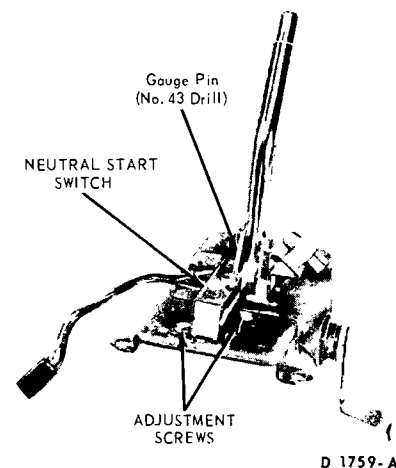 Gauge Pin
(No. 43 Drill)
NEUTRAL START
SWITCH
ADJUSTMENT
SCREWS
D 1759-A